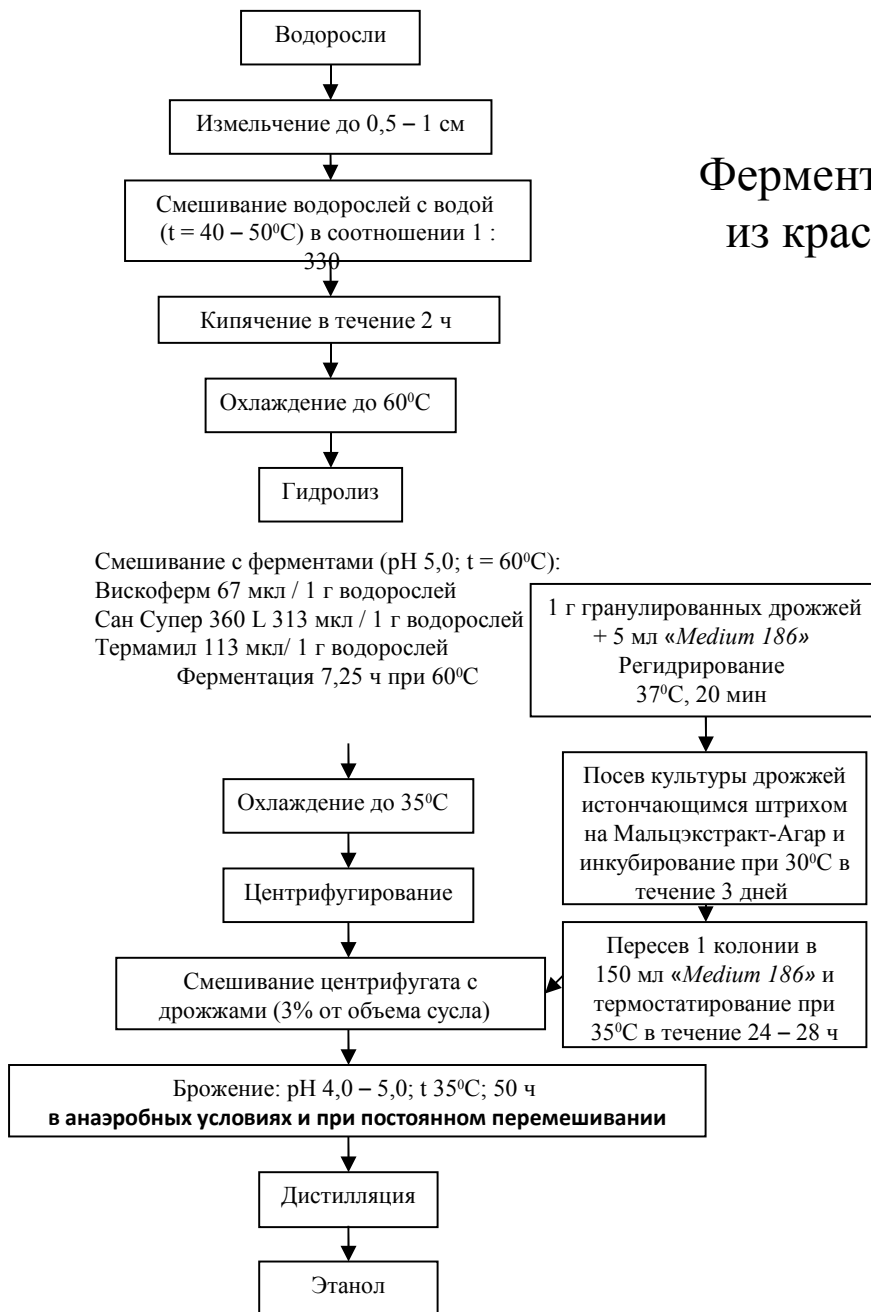 Водоросли
Измельчение до 0,5 – 1 см
Фермент
из крас
Смешивание водорослей с водой
(t = 40 – 50⁰С) в соотношении 1 :
330
Кипячение в течение 2 ч
Охлаждение до 60⁰С
Гидролиз
Смешивание с ферментами (рН 5,0; t = 60⁰С):
Вискоферм 67 мкл / 1 г водорослей
Сан Супер 360 L 313 мкл / 1 г водорослей
Термамил 113 мкл/ 1 г водорослей
Ферментация 7,25 ч при 60⁰С
1 г гранулированных дрожжей
+ 5 мл «Medium 186»
Регидрирование
37⁰С, 20 мин
Охлаждение до 35⁰С
Центрифугирование
Посев культуры дрожжей
истончающимся штрихом
на Мальцэкстракт-Агар и
инкубирование при 30⁰С в
течение 3 дней
Смешивание центрифугата с
дрожжами (3% от объема сусла)
Пересев 1 колонии в
150 мл «Medium 186» и
термостатирование при
35⁰С в течение 24 – 28 ч
Брожение: рН 4,0 – 5,0; t 35⁰С; 50 ч
в анаэробных условиях и при постоянном перемешивании
Дистилляция
Этанол